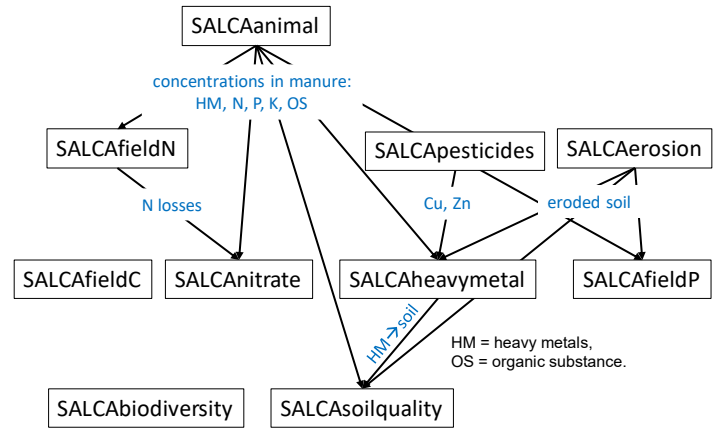 SALCAanimal
concentrations in manure:
HM, N, P, K, OS
SALCAfieldN
SALCApesticides
SALCAerosion
N losses
Cu, Zn
eroded soil
SALCAfieldC
SALCAnitrate
SALCAheavymetal
SALCAfieldP
HM→soil
HM = heavy metals,
OS = organic substance.
SALCAbiodiversity
SALCAsoilquality